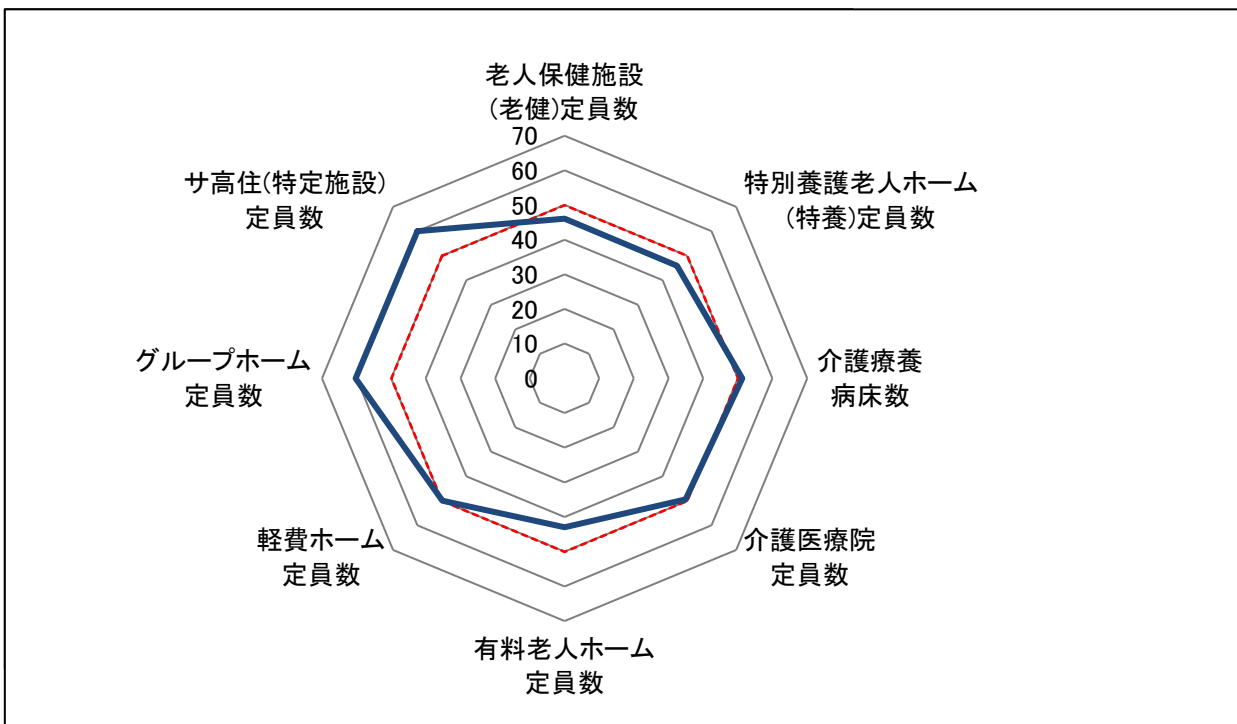 老人保健施設
(老健)定員数
70
60
50
40
30
20
10
0
サ高住(特定施設)
定員数
特別養護老人ホーム
(特養)定員数
グループホーム
定員数
介護療養
病床数
軽費ホーム
定員数
介護医療院
定員数
有料老人ホーム
定員数